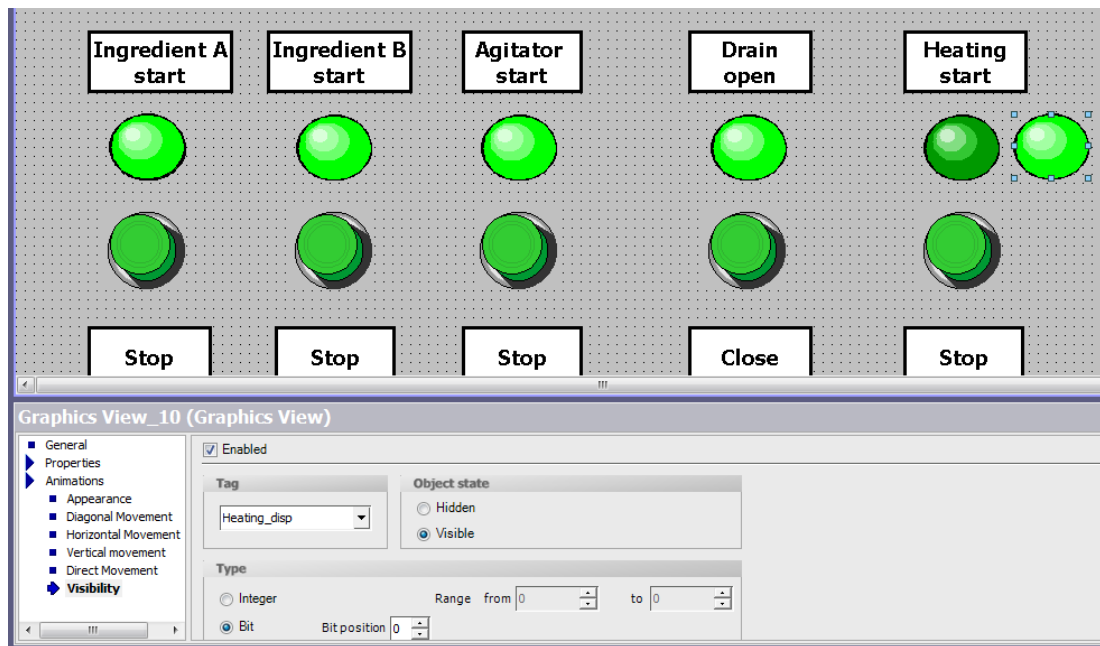 Ingredient A
start
Ingredient B
start
Agitator
start
Drain
open
Heating
start
Stop
Stop
Stop
Close
Stop
Graphics View_10 (Graphics View)
General
Properties
Animations
Appearance
Diagonal Movement
Horizontal Movement
Vertical movement
Direct Movement
Visibility
Enabled
Tag
Heating_disp
Object state
Hidden
Visible
Type
Integer
Range from 0 to 0
Bit
Bit position 0